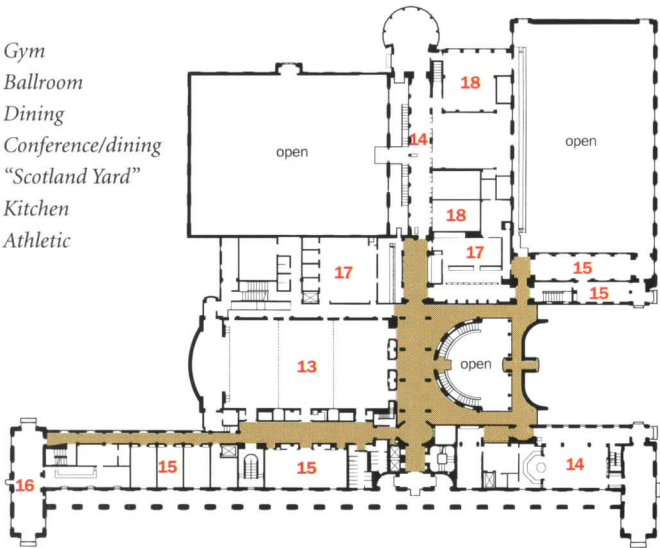 Gym
Ballroom
Dining
Conference/dining
“Scotland Yard”
Kitchen
Athletic
18
open
14
open
18
17
17
15
15
13
open
15
15
14
16